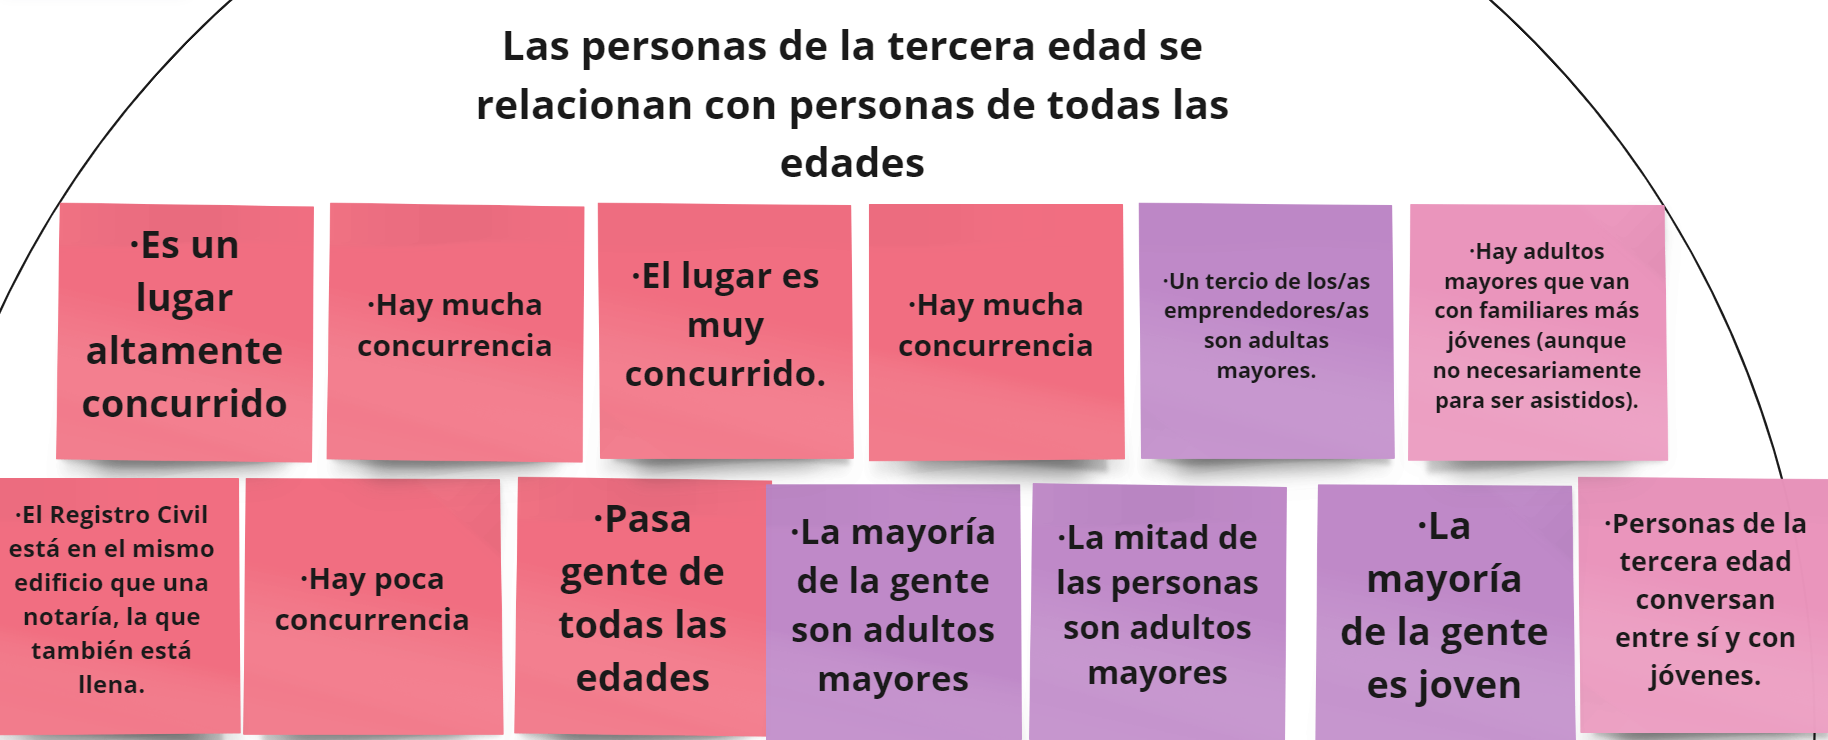 Las personas de la tercera edad se
relacionan con personas de todas las
edades
·Es un
lugar
altamente
concurrido
·Hay mucha
concurrencia
·El lugar es
muy
concurrido.
·Hay mucha
concurrencia
·Un tercio de los/as
emprendedores/as
son adultas
mayores.
·Hay adultos
mayores que van
con familiares más
jóvenes (aunque
no necesariamente
para ser asistidos).
·El Registro Civil
está en el mismo
edificio que una
notaría, la que
también está
llena.
·Hay poca
concurrencia
·Pasa
gente de
todas las
edades
·La mayoría
de la gente
son adultos
mayores
·La mitad de
las personas
son adultos
mayores
·La
mayoría
de la gente
es joven
·Personas de la
tercera edad
conversan
entre sí y con
jóvenes.